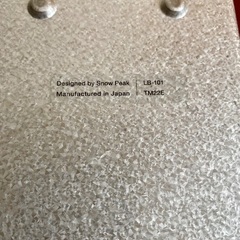 Designed by Snow Peak | LB-101
Manufactured in Japan | TM22E